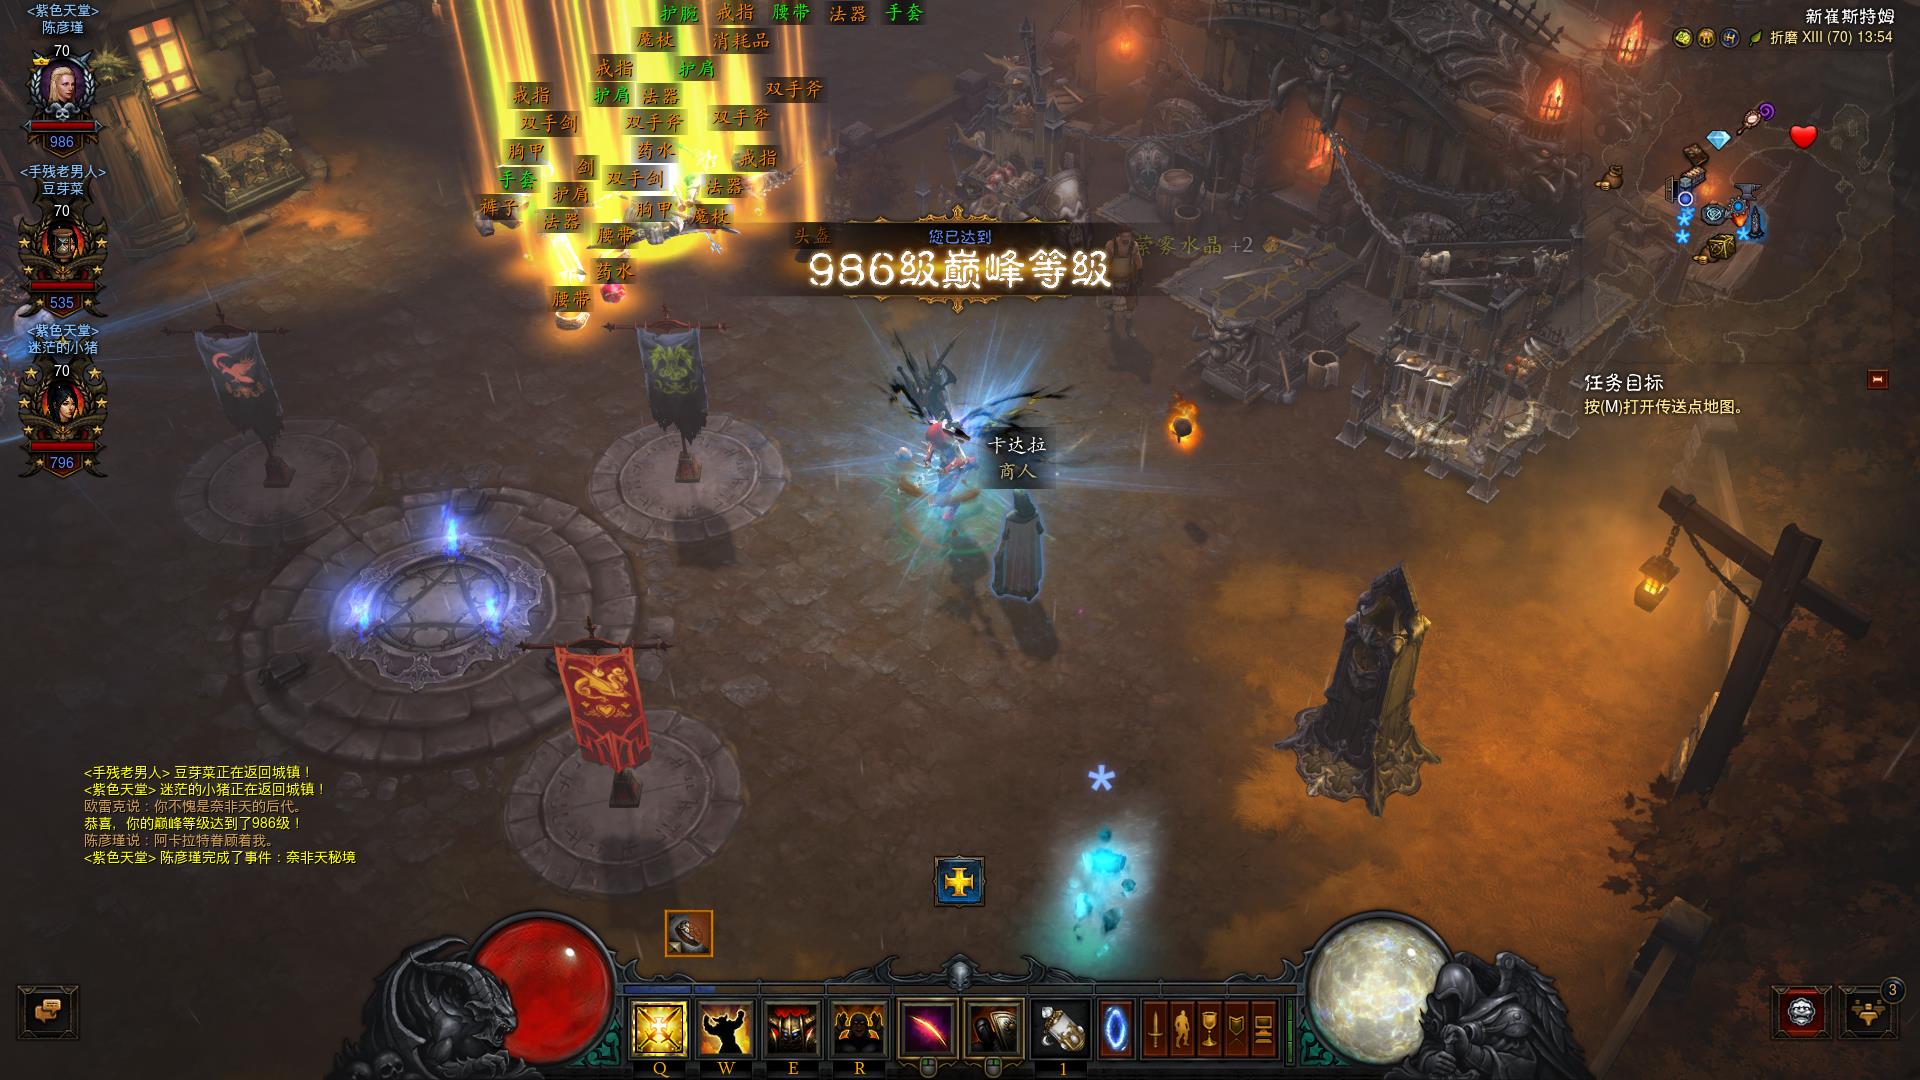 <紫色天堂>
陈彦瑾
70
986
<手残老男人>
豆芽菜
70
535
<紫色天堂>
迷茫的小猪
70
796
护腕 戒指 腰带 法器 手套
魔杖 消耗品
戒指 护肩
戒指 护肩 法器 双手斧
双手剑 双手斧 双手斧
胸甲 药水 戒指
剑
手套 双手剑 法器
护肩
裤子 胸甲 魔杖
法器
腰带 头盔
药水
腰带
您已达到
986级巅峰等级
萦雾水晶 +2
新崔斯特姆
折磨 XIII (70) 13:54
任务目标
按(M)打开传送点地图。
卡达拉
商人
<手残老男人> 豆芽菜正在返回城镇！
<紫色天堂> 迷茫的小猪正在返回城镇！
欧雷克说：你不愧是奈非天的后代。
恭喜，你的巅峰等级达到了986级！
陈彦瑾说：阿卡拉特眷顾着我。
<紫色天堂> 陈彦瑾完成了事件：奈非天秘境
Q W E R 1
3